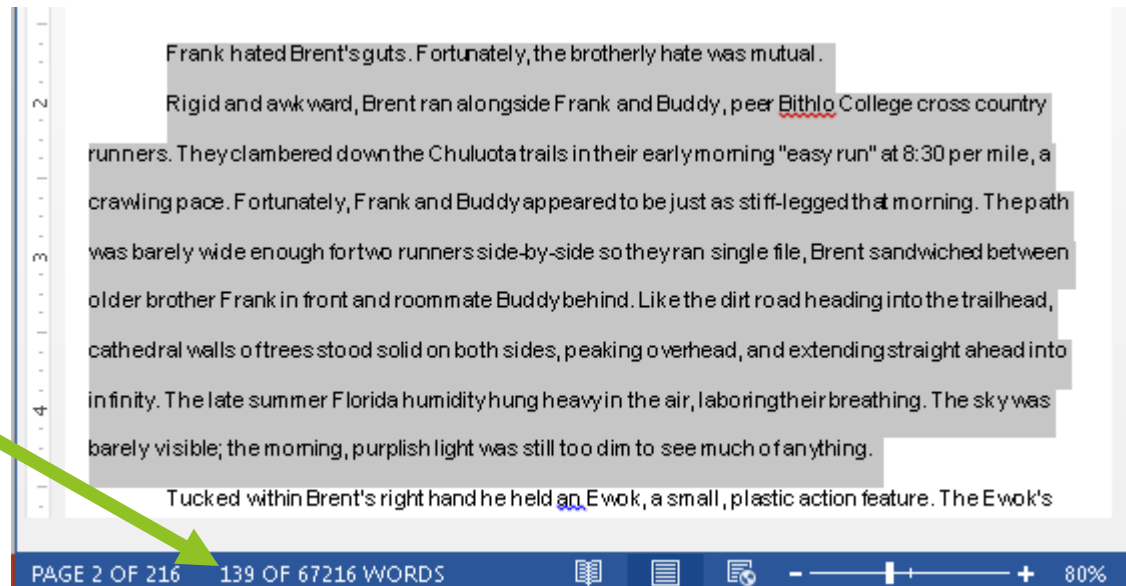 Frank hated Brent's guts. Fortunately, the brotherly hate was mutual.
2
Rigid and awkward, Brent ran alongside Frank and Buddy, peer Bithlo College cross country
runners. They clambered down the Chuluota trails in their early morning "easy run" at 8:30 per mile, a
crawling pace. Fortunately, Frank and Buddy appeared to be just as stiff-legged that morning. The path
3
was barely wide enough for two runners side-by-side so they ran single file, Brent sandwiched between
older brother Frank in front and roommate Buddy behind. Like the dirt road heading into the trailhead,
cathedral walls of trees stood solid on both sides, peaking overhead, and extending straight ahead into
4
infinity. The late summer Florida humidity hung heavy in the air, laboring their breathing. The sky was
barely visible; the morning, purplish light was still too dim to see much of anything.
Tucked within Brent's right hand he held an Ewok, a small, plastic action feature. The Ewok's
PAGE 2 OF 216 139 OF 67216 WORDS 80%